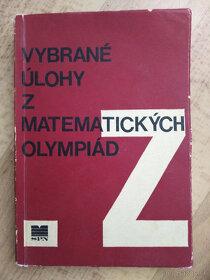 VYBRANÉ
ÚLOHY
Z
MATEMATICKÝCH
OLYMPIÁD
Z
SPN